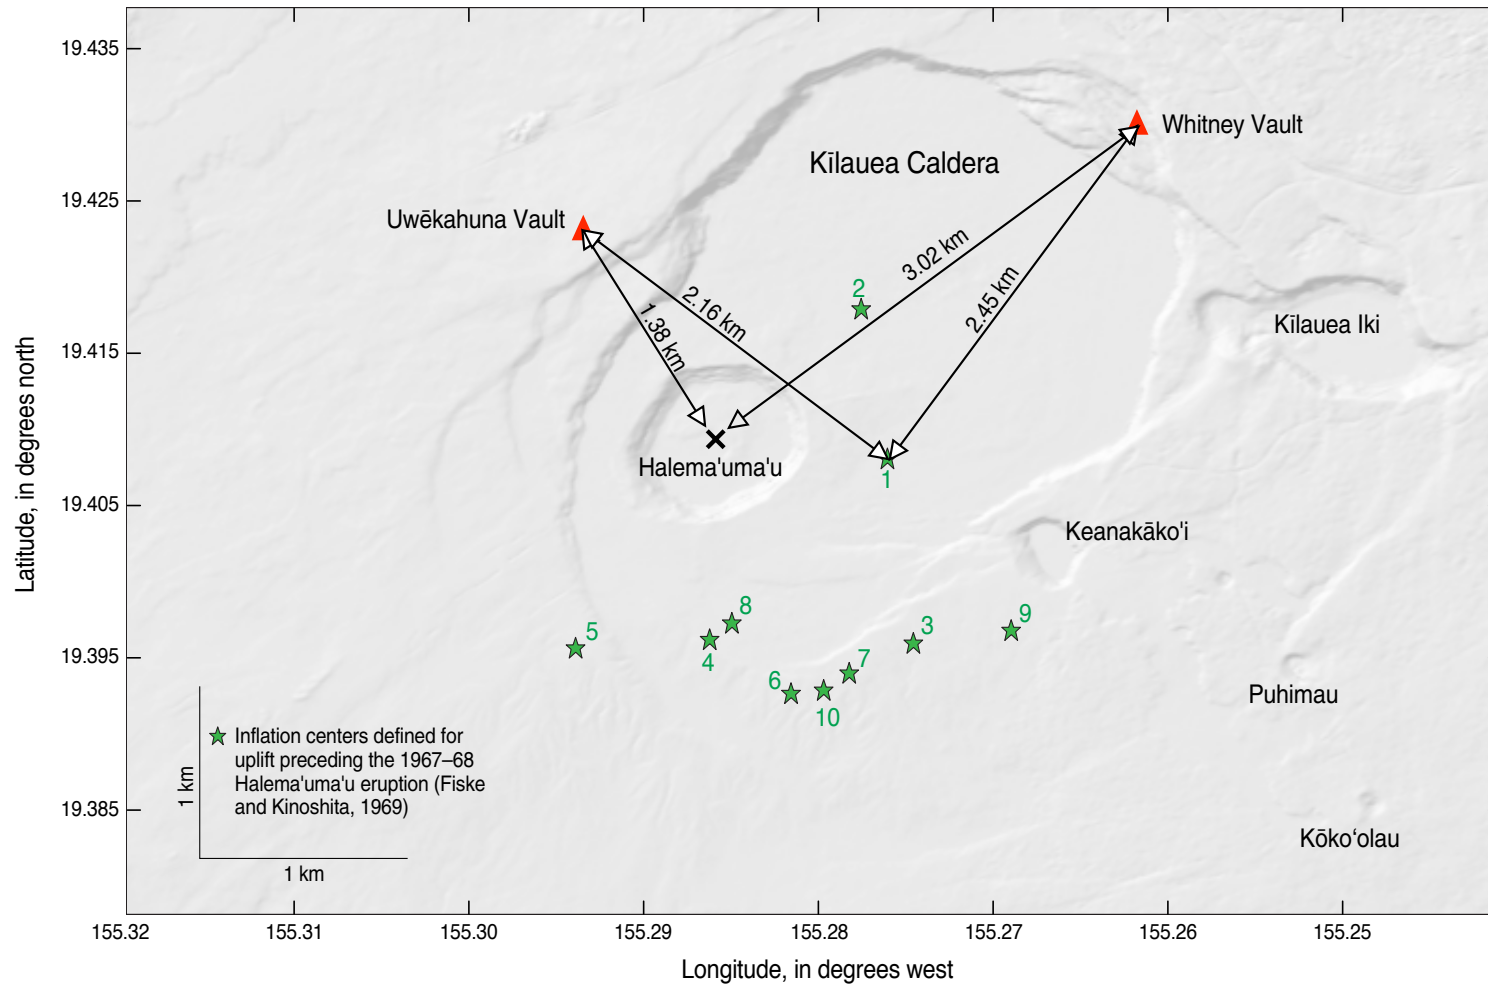 19.435
19.425
19.415
19.405
19.395
19.385
Latitude, in degrees north
Whitney Vault
Kīlauea Caldera
Uwēkahuna Vault
3.02 km
2.45 km
2.16 km
1.38 km
2
Kīlauea Iki
Halema'uma'u
1
Keanakāko'i
8
5
4
3
9
7
6
10
Puhimau
Kōko‘olau
Inflation centers defined for
uplift preceding the 1967–68
Halema'uma'u eruption (Fiske
and Kinoshita, 1969)
1 km
1 km
155.32
155.31
155.30
155.29
155.28
155.27
155.26
155.25
Longitude, in degrees west